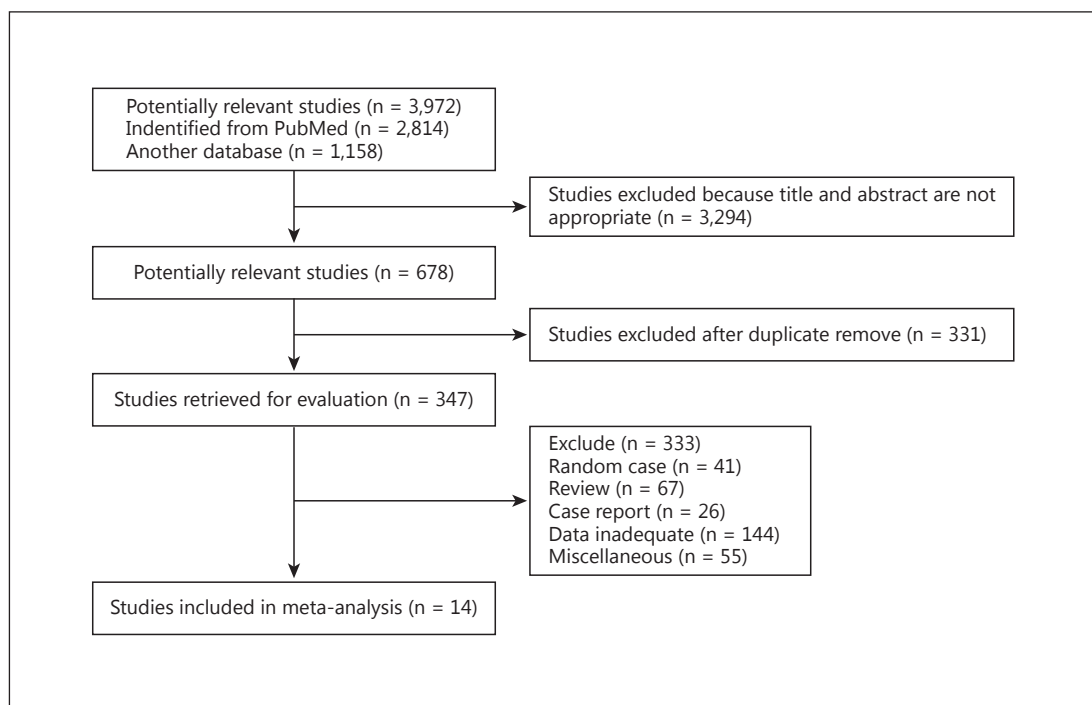 Potentially relevant studies (n = 3,972)
Indentified from PubMed (n = 2,814)
Another database (n = 1,158)
Studies excluded because title and abstract are not
appropriate (n = 3,294)
Potentially relevant studies (n = 678)
Studies excluded after duplicate remove (n = 331)
Studies retrieved for evaluation (n = 347)
Exclude (n = 333)
Random case (n = 41)
Review (n = 67)
Case report (n = 26)
Data inadequate (n = 144)
Miscellaneous (n = 55)
Studies included in meta-analysis (n = 14)